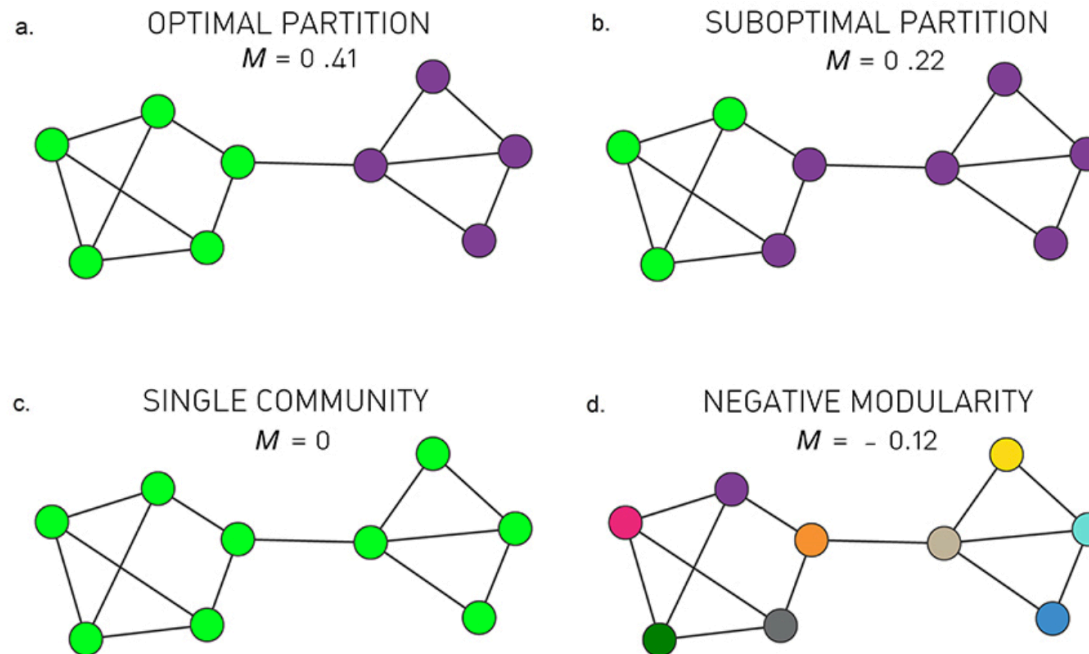 a. OPTIMAL PARTITION
M = 0 .41
b. SUBOPTIMAL PARTITION
M = 0 .22
c. SINGLE COMMUNITY
M = 0
d. NEGATIVE MODULARITY
M = - 0.12